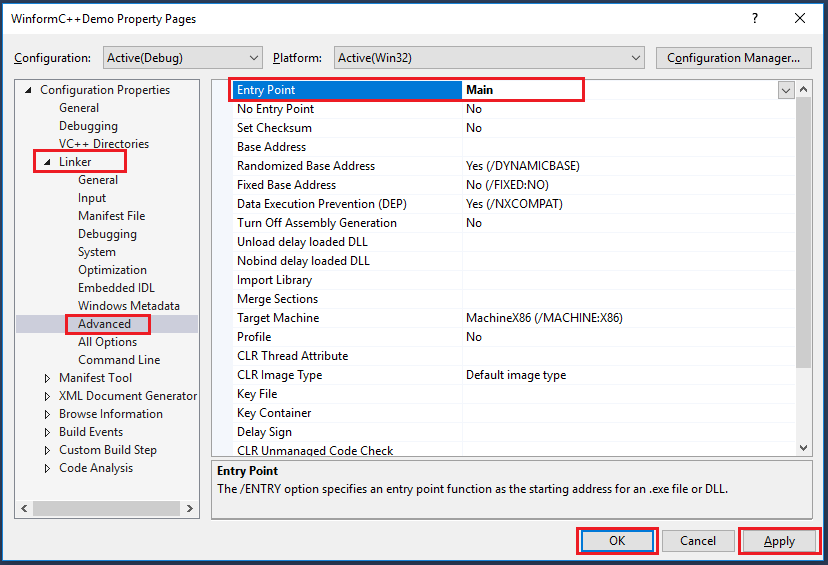 WinformC++Demo Property Pages
?
Configuration: Active(Debug) Platform: Active(Win32) Configuration Manager...
Configuration Properties
General
Debugging
VC++ Directories
Linker
General
Input
Manifest File
Debugging
System
Optimization
Embedded IDL
Windows Metadata
Advanced
All Options
Command Line
Manifest Tool
XML Document Generator
Browse Information
Build Events
Custom Build Step
Code Analysis
Entry Point Main
No Entry Point No
Set Checksum No
Base Address
Randomized Base Address Yes (/DYNAMICBASE)
Fixed Base Address No (/FIXED:NO)
Data Execution Prevention (DEP) Yes (/NXCOMPAT)
Turn Off Assembly Generation No
Unload delay loaded DLL
Nobind delay loaded DLL
Import Library
Merge Sections
Target Machine MachineX86 (/MACHINE:X86)
Profile No
CLR Thread Attribute
CLR Image Type Default image type
Key File
Key Container
Delay Sign
CLR Unmanaged Code Check
Entry Point
The /ENTRY option specifies an entry point function as the starting address for an .exe file or DLL.
OK Cancel Apply